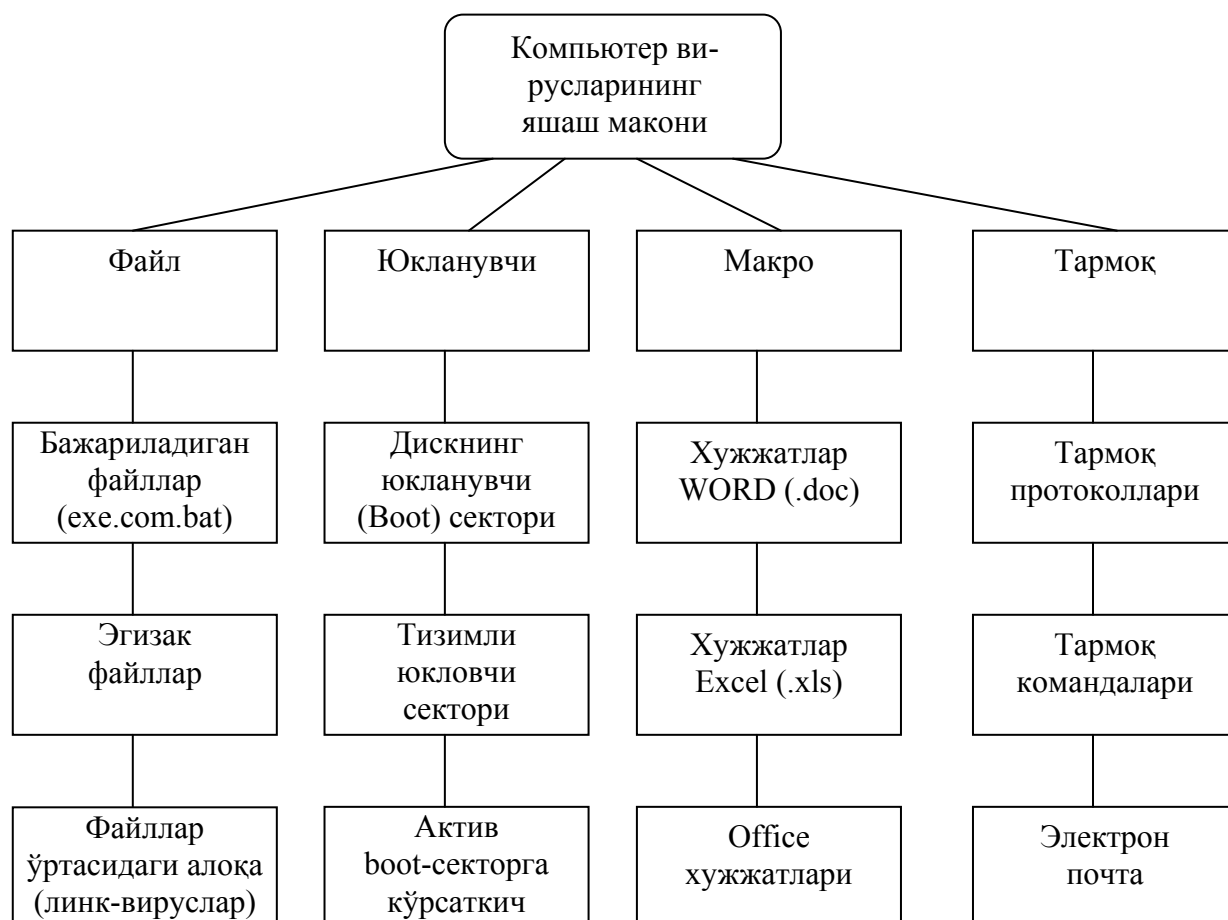 Компьютер ви-
русларининг
яшаш макони
Файл
Юкланувчи
Макро
Тармоқ
Бажариладиган
файллар
(exe.com.bat)
Дискнинг
юкланувчи
(Boot) сектори
Хужжатлар
WORD (.doc)
Тармоқ
протоколлари
Эгизак
файллар
Тизимли
юкловчи
сектори
Хужжатлар
Excel (.xls)
Тармоқ
командалари
Файллар
ўртасидаги алоқа
(линк-вируслар)
Актив
boot-секторга
кўрсаткич
Office
хужжатлари
Электрон
почта